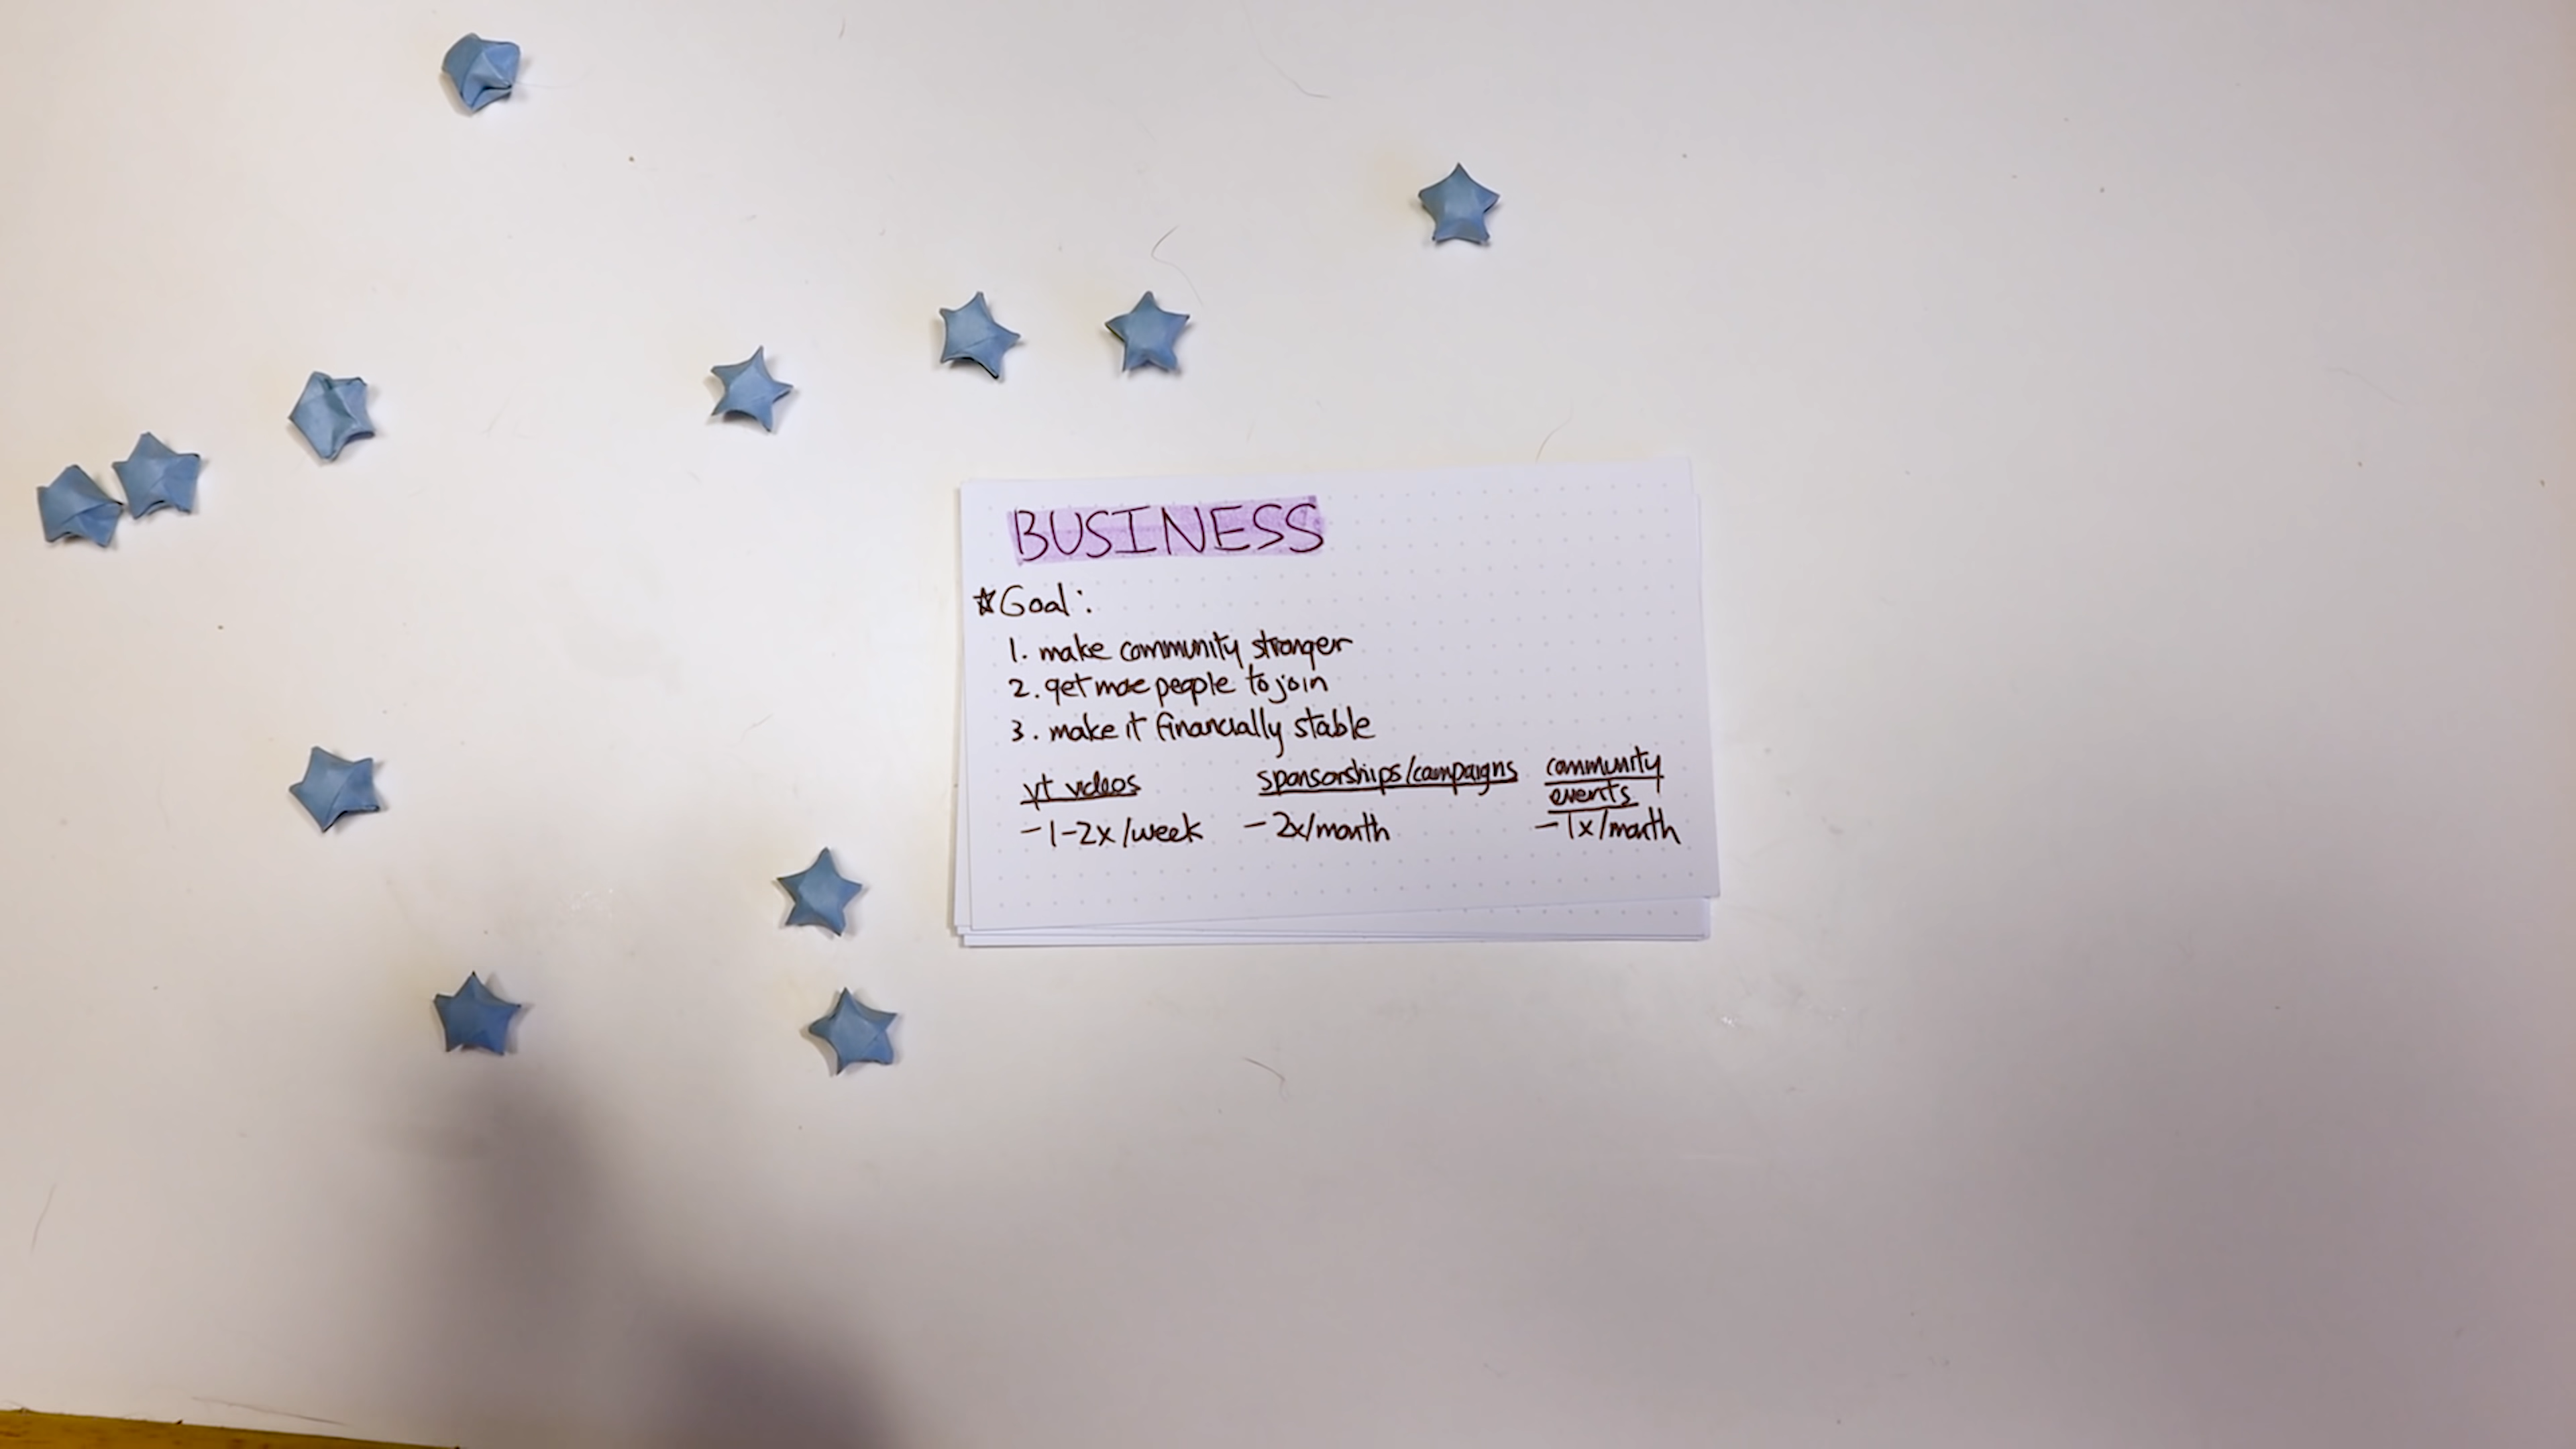 BUSINESS
☆Goal:
1. make community stronger
2. get more people to join
3. make it financially stable
yt videos
- 1-2x/week
sponsorships/campaigns
- 2x/month
community
events
- 1x/month